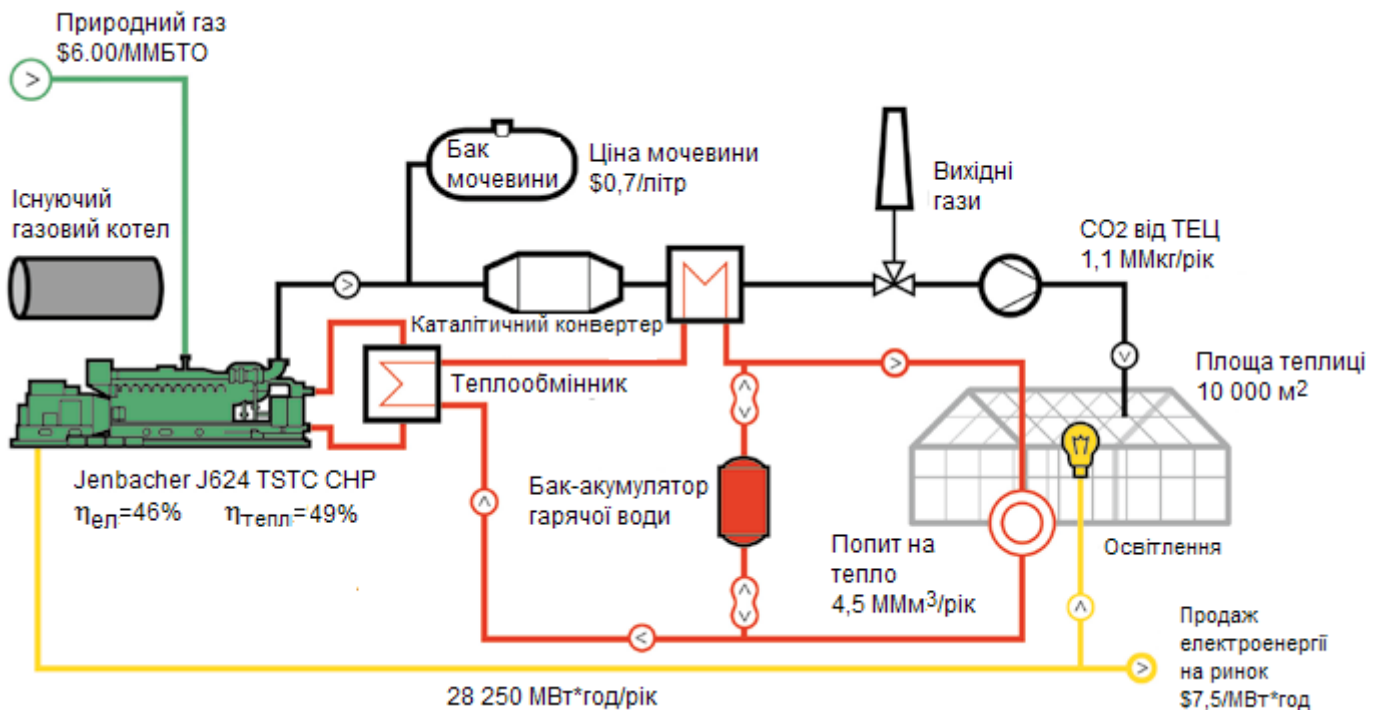 Природний газ
$6.00/ММБТО
Існуючий
газовий котел
Бак
мочевини
Ціна мочевини
$0,7/літр
Вихідні
гази
СО2 від ТЕЦ
1,1 ММкг/рік
Каталітичний конвертер
Теплообмінник
Площа теплиці
10 000 м²
Jenbacher J624 TSTC CHP
ηел=46% ηтепл=49%
Бак-акумулятор
гарячої води
Попит на
тепло
4,5 ММм³/рік
Освітлення
28 250 МВт*год/рік
Продаж
електроенергії
на ринок
$7,5/МВт*год